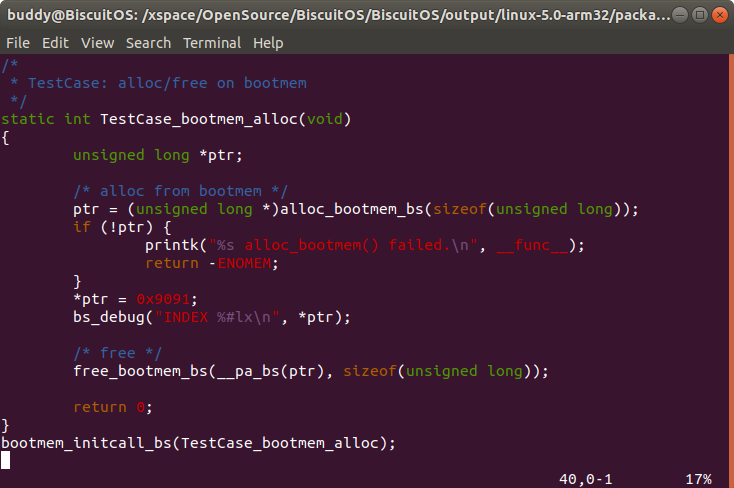 buddy@BiscuitOS: /xspace/OpenSource/BiscuitOS/BiscuitOS/output/linux-5.0-arm32/packa...
File Edit View Search Terminal Help
/*
 * TestCase: alloc/free on bootmem
 */
static int TestCase_bootmem_alloc(void)
{
        unsigned long *ptr;

        /* alloc from bootmem */
        ptr = (unsigned long *)alloc_bootmem_bs(sizeof(unsigned long));
        if (!ptr) {
                printk("%s alloc_bootmem() failed.\n", __func__);
                return -ENOMEM;
        }
        *ptr = 0x9091;
        bs_debug("INDEX %#lx\n", *ptr);

        /* free */
        free_bootmem_bs(__pa_bs(ptr), sizeof(unsigned long));

        return 0;
}
bootmem_initcall_bs(TestCase_bootmem_alloc);
40,0-1 17%